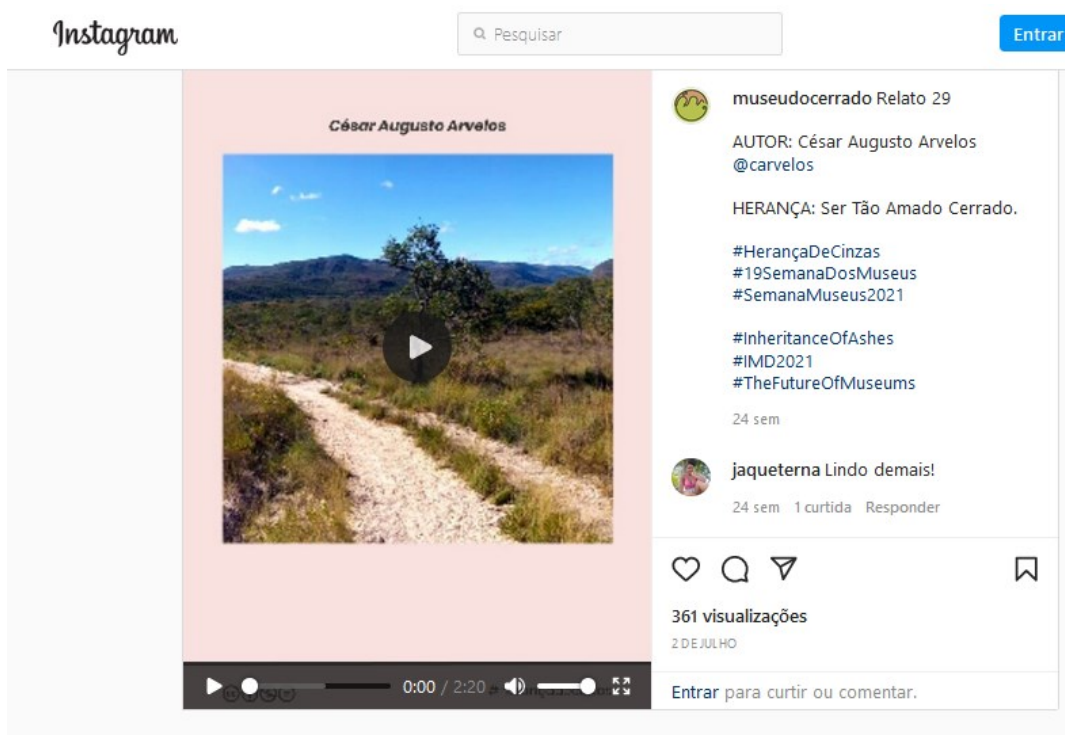 Instagram
Pesquisar
Entrar
César Augusto Arvelos
museudocerrado Relato 29
AUTOR: César Augusto Arvelos
@carvelos
HERANÇA: Ser Tão Amado Cerrado.
#HerançaDeCinzas
#19SemanaDosMuseus
#SemanaMuseus2021
#InheritanceOfAshes
#IMD2021
#TheFutureOfMuseums
24 sem
jaqueterna Lindo demais!
24 sem 1 curtida Responder
361 visualizações
2 DE JULHO
0:00 / 2:20
Entrar para curtir ou comentar.